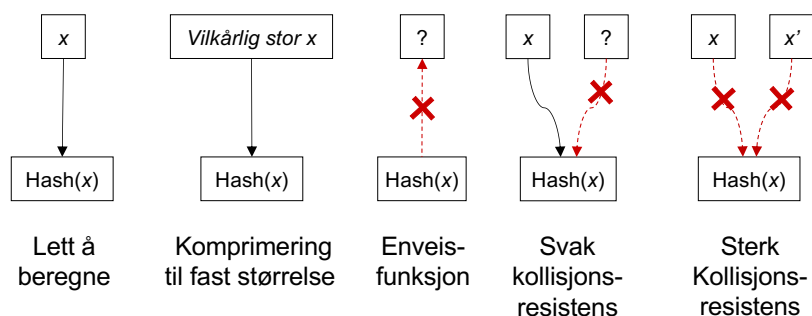 x
Hash(x)
Lett å
beregne
Vilkårlig stor x
Hash(x)
Komprimering
til fast størrelse
?
Hash(x)
Enveis-
funksjon
x
?
Hash(x)
Svak
kollisjons-
resistens
x
x'
Hash(x)
Sterk
Kollisjons-
resistens